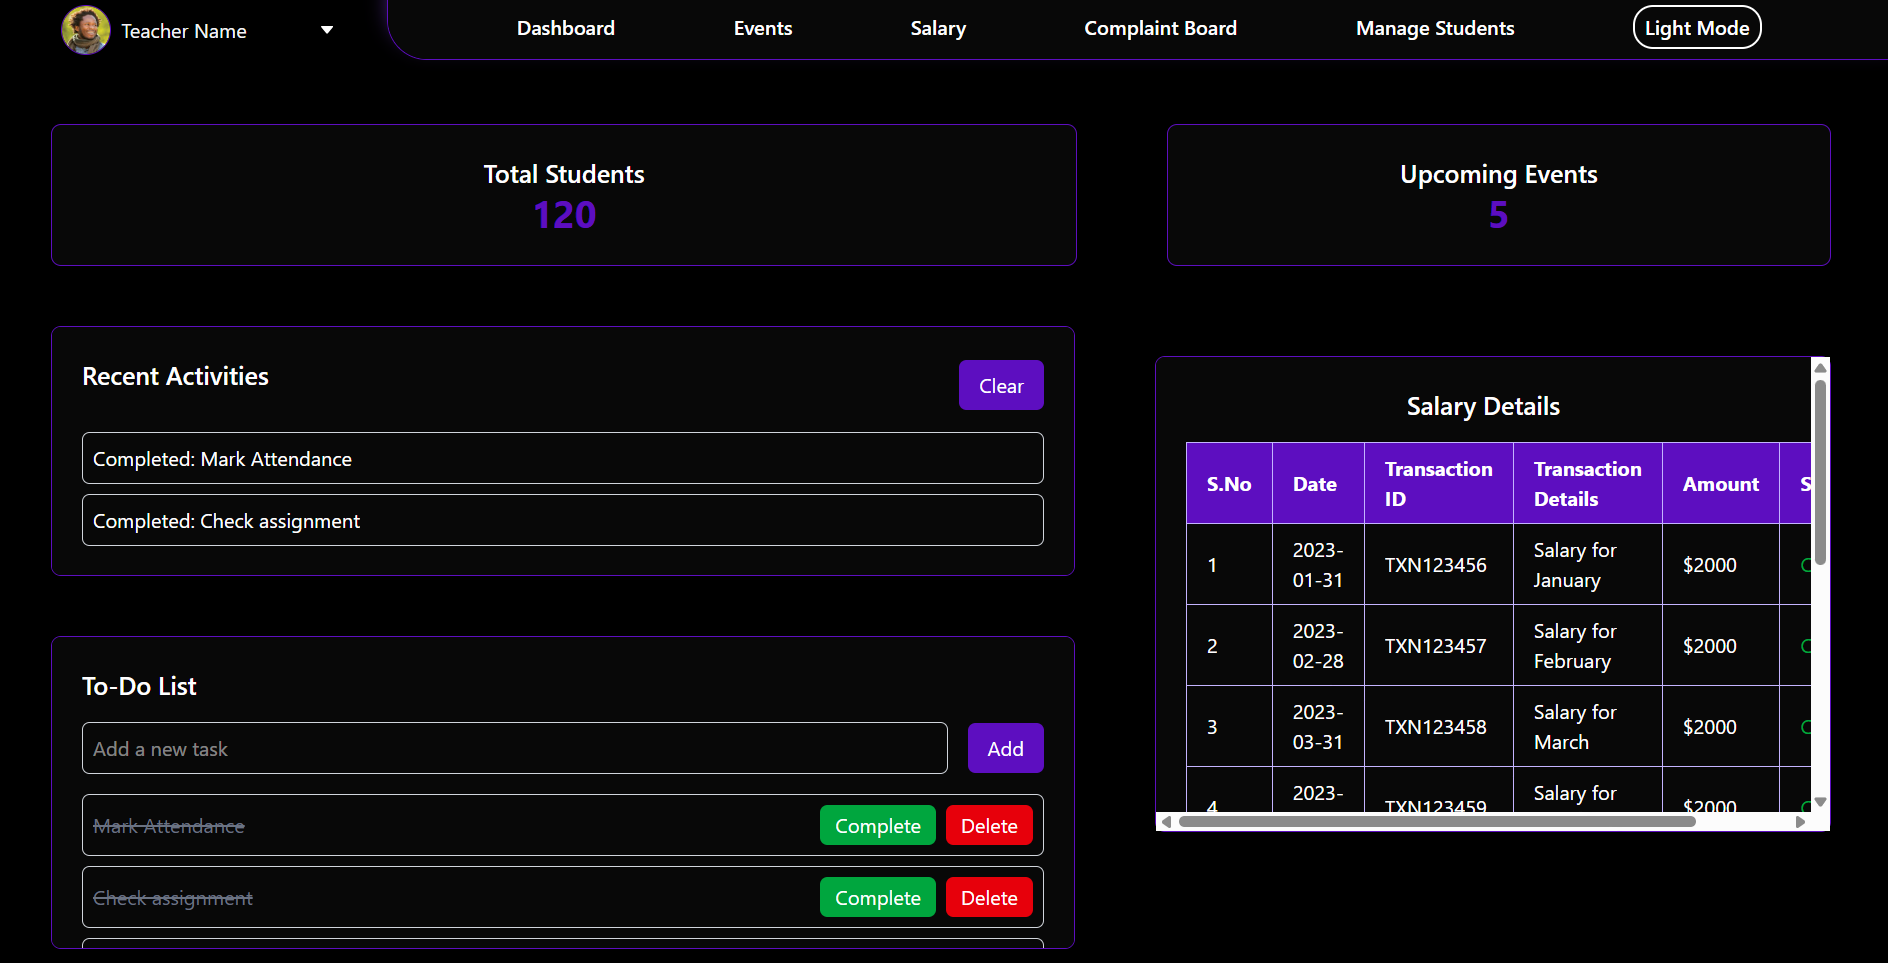 Teacher Name
Dashboard
Events
Salary
Complaint Board
Manage Students
Light Mode
Total Students
120
Upcoming Events
5
Recent Activities
Clear
Completed: Mark Attendance
Completed: Check assignment
To-Do List
Add a new task
Add
Mark Attendance
Complete
Delete
Check assignment
Complete
Delete
Salary Details
S.No
Date
Transaction
ID
Transaction
Details
Amount
1
2023-
01-31
TXN123456
Salary for
January
$2000
2
2023-
02-28
TXN123457
Salary for
February
$2000
3
2023-
03-31
TXN123458
Salary for
March
$2000
4
2023-
TXN123459
Salary for
$2000